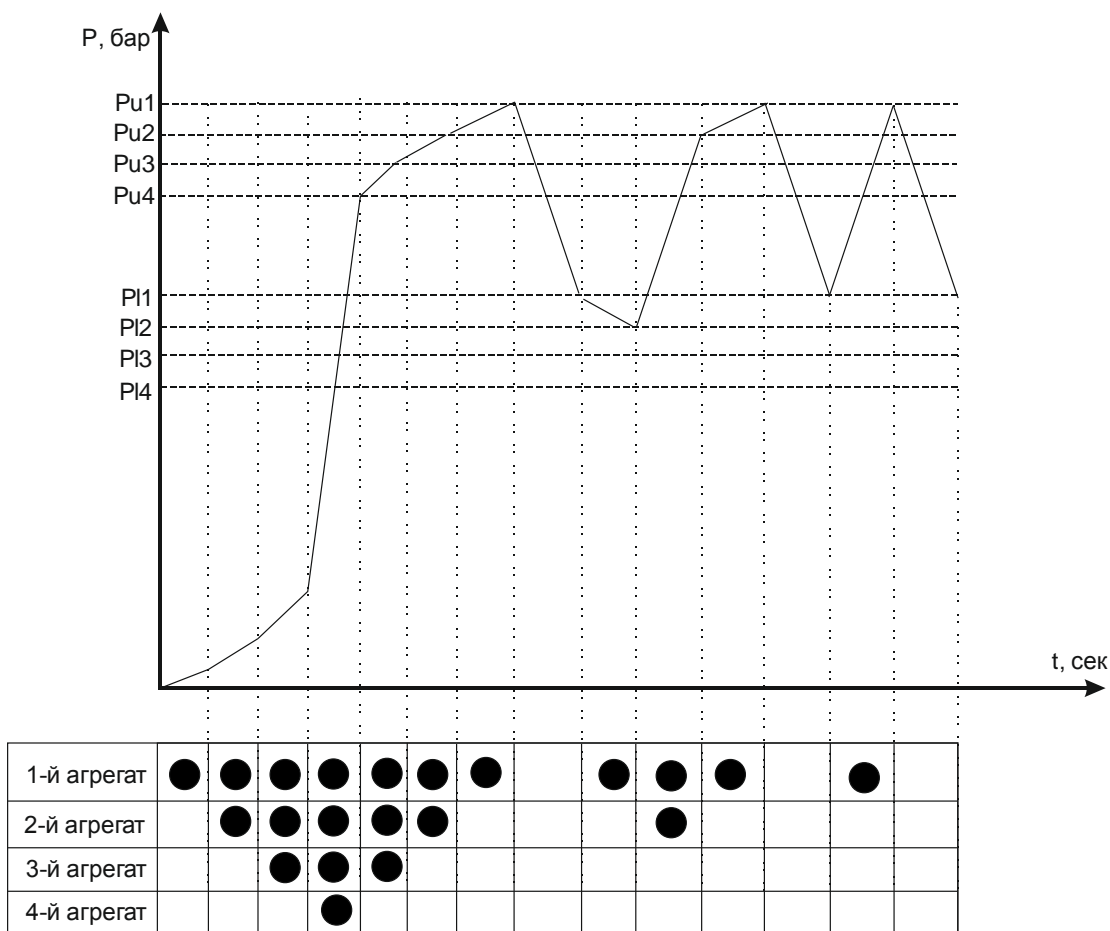 P, бар
Pu1
Pu2
Pu3
Pu4
Pl1
Pl2
Pl3
Pl4
t, сек
1-й агрегат
2-й агрегат
3-й агрегат
4-й агрегат